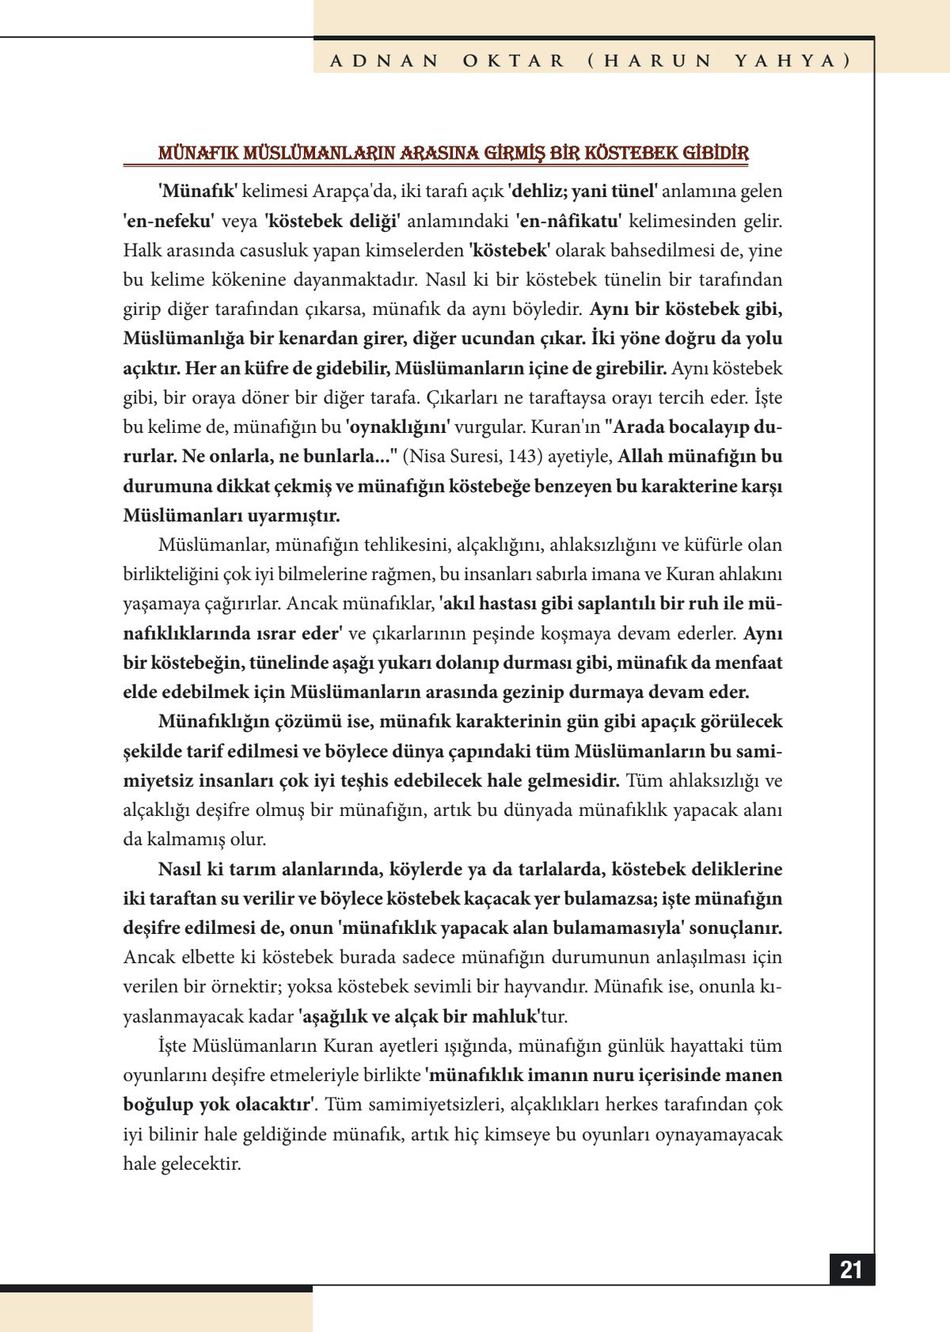 ADNAN OKTAR (HARUN YAHYA)
MÜNAFIK MÜSLÜMANLARIN ARASINA GİRMİŞ BİR KÖSTEBEK GİBİDİR
'Münafık' kelimesi Arapça'da, iki tarafı açık 'dehliz; yani tünel' anlamına gelen
'en-nefeku' veya 'köstebek deliği' anlamındaki 'en-nâfikatu' kelimesinden gelir.
Halk arasında casusluk yapan kimselerden 'köstebek' olarak bahsedilmesi de, yine
bu kelime kökenine dayanmaktadır. Nasıl ki bir köstebek tünelin bir tarafından
girip diğer tarafından çıkarsa, münafık da aynı böyledir. Aynı bir köstebek gibi,
Müslümanlığa bir kenardan girer, diğer ucundan çıkar. İki yöne doğru da yolu
açıktır. Her an küfre de gidebilir, Müslümanların içine de girebilir. Aynı köstebek
gibi, bir oraya döner bir diğer tarafa. Çıkarları ne taraftaysa orayı tercih eder. İşte
bu kelime de, münafığın bu 'oynaklığını' vurgular. Kuran'ın "Arada bocalayıp du-
rurlar. Ne onlarla, ne bunlarla..." (Nisa Suresi, 143) ayetiyle, Allah münafığın bu
durumuna dikkat çekmiş ve münafığın köstebeğe benzeyen bu karakterine karşı
Müslümanları uyarmıştır.
Müslümanlar, münafığın tehlikesini, alçaklığını, ahlaksızlığını ve küfürle olan
birlikteliğini çok iyi bilmelerine rağmen, bu insanları sabırla imana ve Kuran ahlakını
yaşamaya çağırırlar. Ancak münafıklar, 'akıl hastası gibi saplantılı bir ruh ile mü-
nafıklıklarında ısrar eder' ve çıkarlarının peşinde koşmaya devam ederler. Aynı
bir köstebeğin, tünelinde aşağı yukarı dolanıp durması gibi, münafık da menfaat
elde edebilmek için Müslümanların arasında gezinip durmaya devam eder.
Münafıklığın çözümü ise, münafık karakterinin gün gibi apaçık görülecek
şekilde tarif edilmesi ve böylece dünya çapındaki tüm Müslümanların bu sami-
miyetsiz insanları çok iyi teşhis edebilecek hale gelmesidir. Tüm ahlaksızlığı ve
alçaklığı deşifre olmuş bir münafığın, artık bu dünyada münafıklık yapacak alanı
da kalmamış olur.
Nasıl ki tarım alanlarında, köylerde ya da tarlalarda, köstebek deliklerine
iki taraftan su verilir ve böylece köstebek kaçacak yer bulamazsa; işte münafığın
deşifre edilmesi de, onun 'münafıklık yapacak alan bulamamasıyla' sonuçlanır.
Ancak elbette ki köstebek burada sadece münafığın durumunun anlaşılması için
verilen bir örnektir; yoksa köstebek sevimli bir hayvandır. Münafık ise, onunla kı-
yaslanmayacak kadar 'aşağılık ve alçak bir mahluk'tur.
İşte Müslümanların Kuran ayetleri ışığında, münafığın günlük hayattaki tüm
oyunlarını deşifre etmeleriyle birlikte 'münafıklık imanın nuru içerisinde manen
boğulup yok olacaktır'. Tüm samimiyetsizleri, alçaklıkları herkes tarafından çok
iyi bilinir hale geldiğinde münafık, artık hiç kimseye bu oyunları oynayamayacak
hale gelecektir.
21